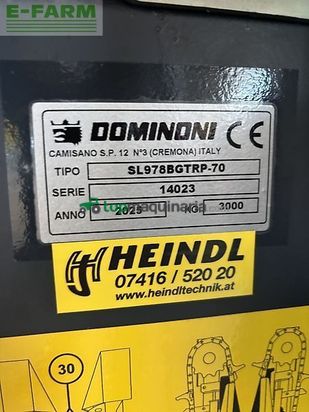 E-FARM
DOMINONI CE
CAMISANO S.P. 12 N°3 (CREMONA) ITALY
TIPO SL978BGTRP-70
SERIE 14023
topmaquinaria
ANNO 2025 KG. 3000
HEINDL
07416 / 520 20
www.heindltechnik.at
30